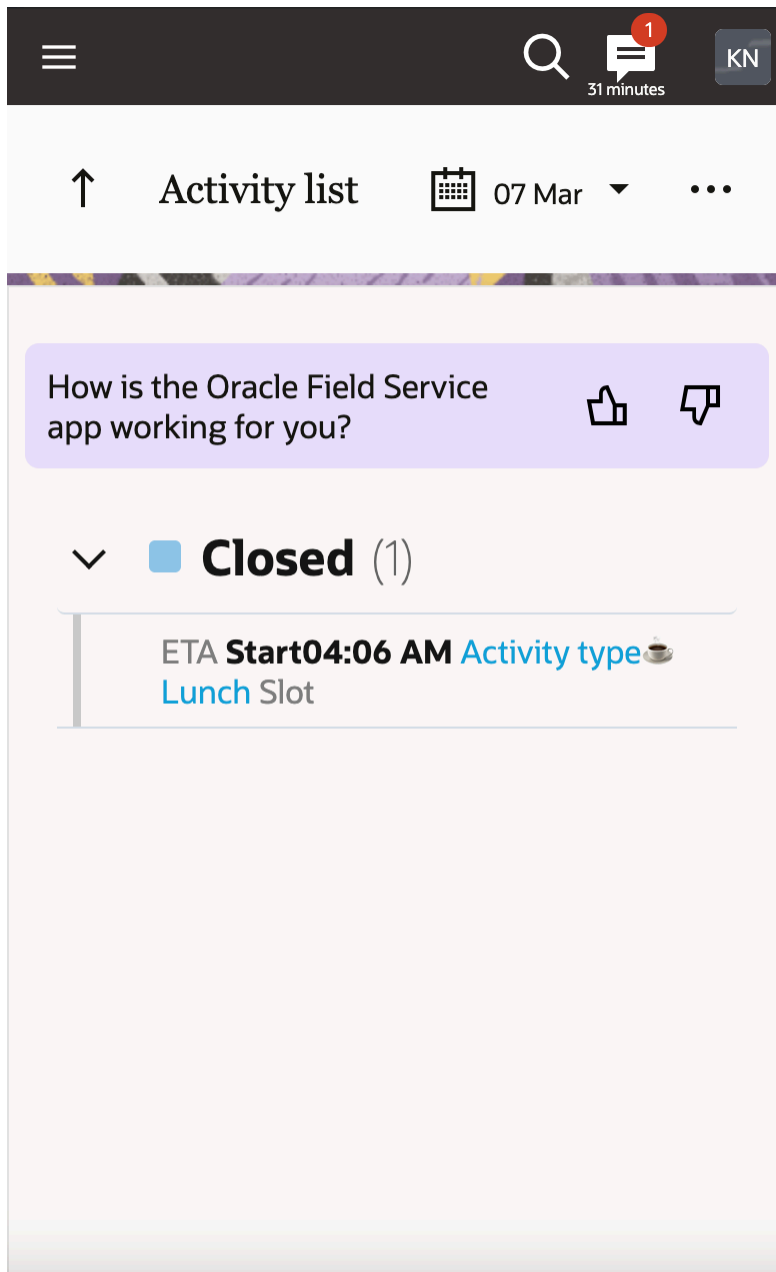 1
31 minutes
KN
Activity list
07 Mar
How is the Oracle Field Service
app working for you?
Closed (1)
ETA Start04:06 AM Activity type☕
Lunch Slot